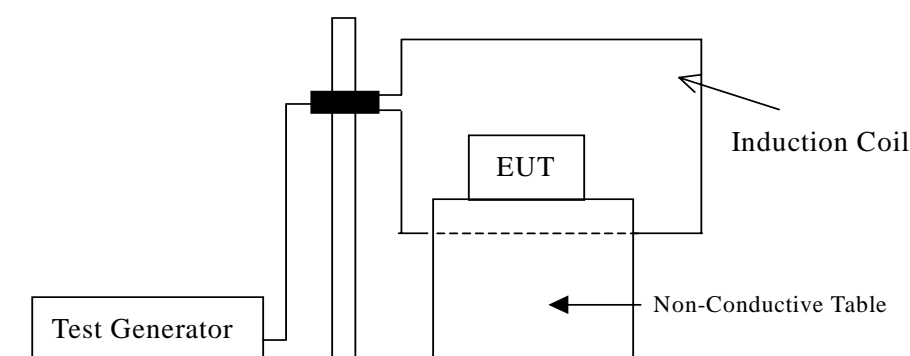 Induction Coil
EUT
Non-Conductive Table
Test Generator